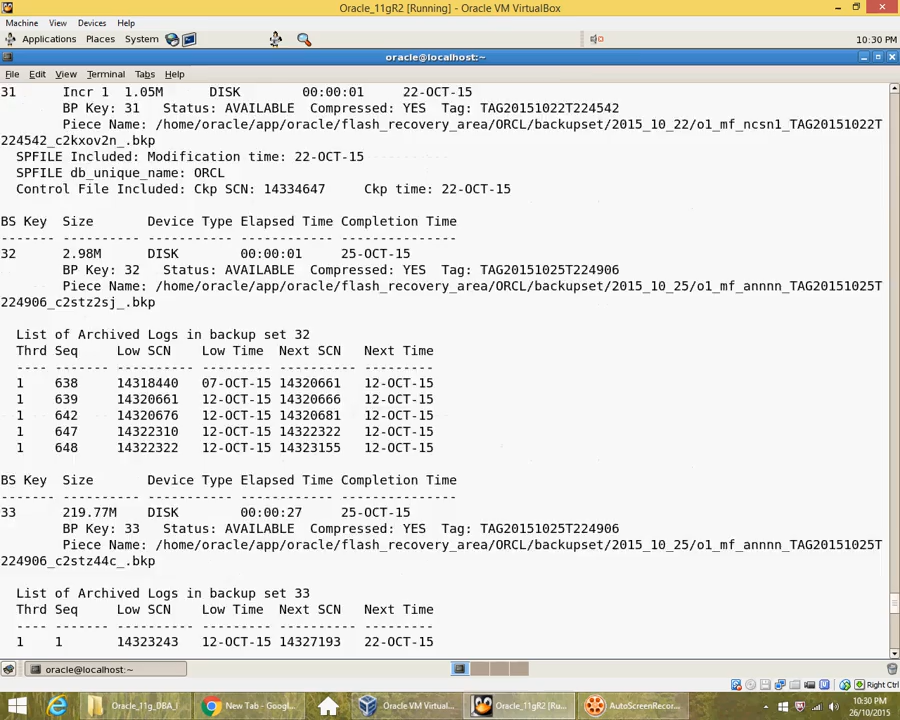 Oracle_11gR2 [Running] - Oracle VM VirtualBox
Machine View Devices Help
Applications Places System 10:30 PM
oracle@localhost:~
File Edit View Terminal Tabs Help
31 Incr 1 1.05M DISK 00:00:01 22-OCT-15
BP Key: 31 Status: AVAILABLE Compressed: YES Tag: TAG20151022T224542
Piece Name: /home/oracle/app/oracle/flash_recovery_area/ORCL/backupset/2015_10_22/o1_mf_ncsn1_TAG20151022T
224542_c2kxov2n_.bkp
SPFILE Included: Modification time: 22-OCT-15
SPFILE db_unique_name: ORCL
Control File Included: Ckp SCN: 14334647 Ckp time: 22-OCT-15
BS Key Size Device Type Elapsed Time Completion Time
------- ---------- ----------- ------------ ---------------
32 2.98M DISK 00:00:01 25-OCT-15
BP Key: 32 Status: AVAILABLE Compressed: YES Tag: TAG20151025T224906
Piece Name: /home/oracle/app/oracle/flash_recovery_area/ORCL/backupset/2015_10_25/o1_mf_annnn_TAG20151025T
224906_c2stz2sj_.bkp
List of Archived Logs in backup set 32
Thrd Seq Low SCN Low Time Next SCN Next Time
---- ------- ---------- --------- ---------- ---------
1 638 14318440 07-OCT-15 14320661 12-OCT-15
1 639 14320661 12-OCT-15 14320666 12-OCT-15
1 642 14320676 12-OCT-15 14320681 12-OCT-15
1 647 14322310 12-OCT-15 14322322 12-OCT-15
1 648 14322322 12-OCT-15 14323155 12-OCT-15
BS Key Size Device Type Elapsed Time Completion Time
------- ---------- ----------- ------------ ---------------
33 219.77M DISK 00:00:27 25-OCT-15
BP Key: 33 Status: AVAILABLE Compressed: YES Tag: TAG20151025T224906
Piece Name: /home/oracle/app/oracle/flash_recovery_area/ORCL/backupset/2015_10_25/o1_mf_annnn_TAG20151025T
224906_c2stz44c_.bkp
List of Archived Logs in backup set 33
Thrd Seq Low SCN Low Time Next SCN Next Time
---- ------- ---------- --------- ---------- ---------
1 1 14323243 12-OCT-15 14327193 22-OCT-15
oracle@localhost:~
Right Ctrl
Oracle_11g_DBA_I New Tab - Google... Oracle VM Virtual... Oracle_11gR2 [Ru... AutoScreenRecor...
10:30 PM
26/10/2015